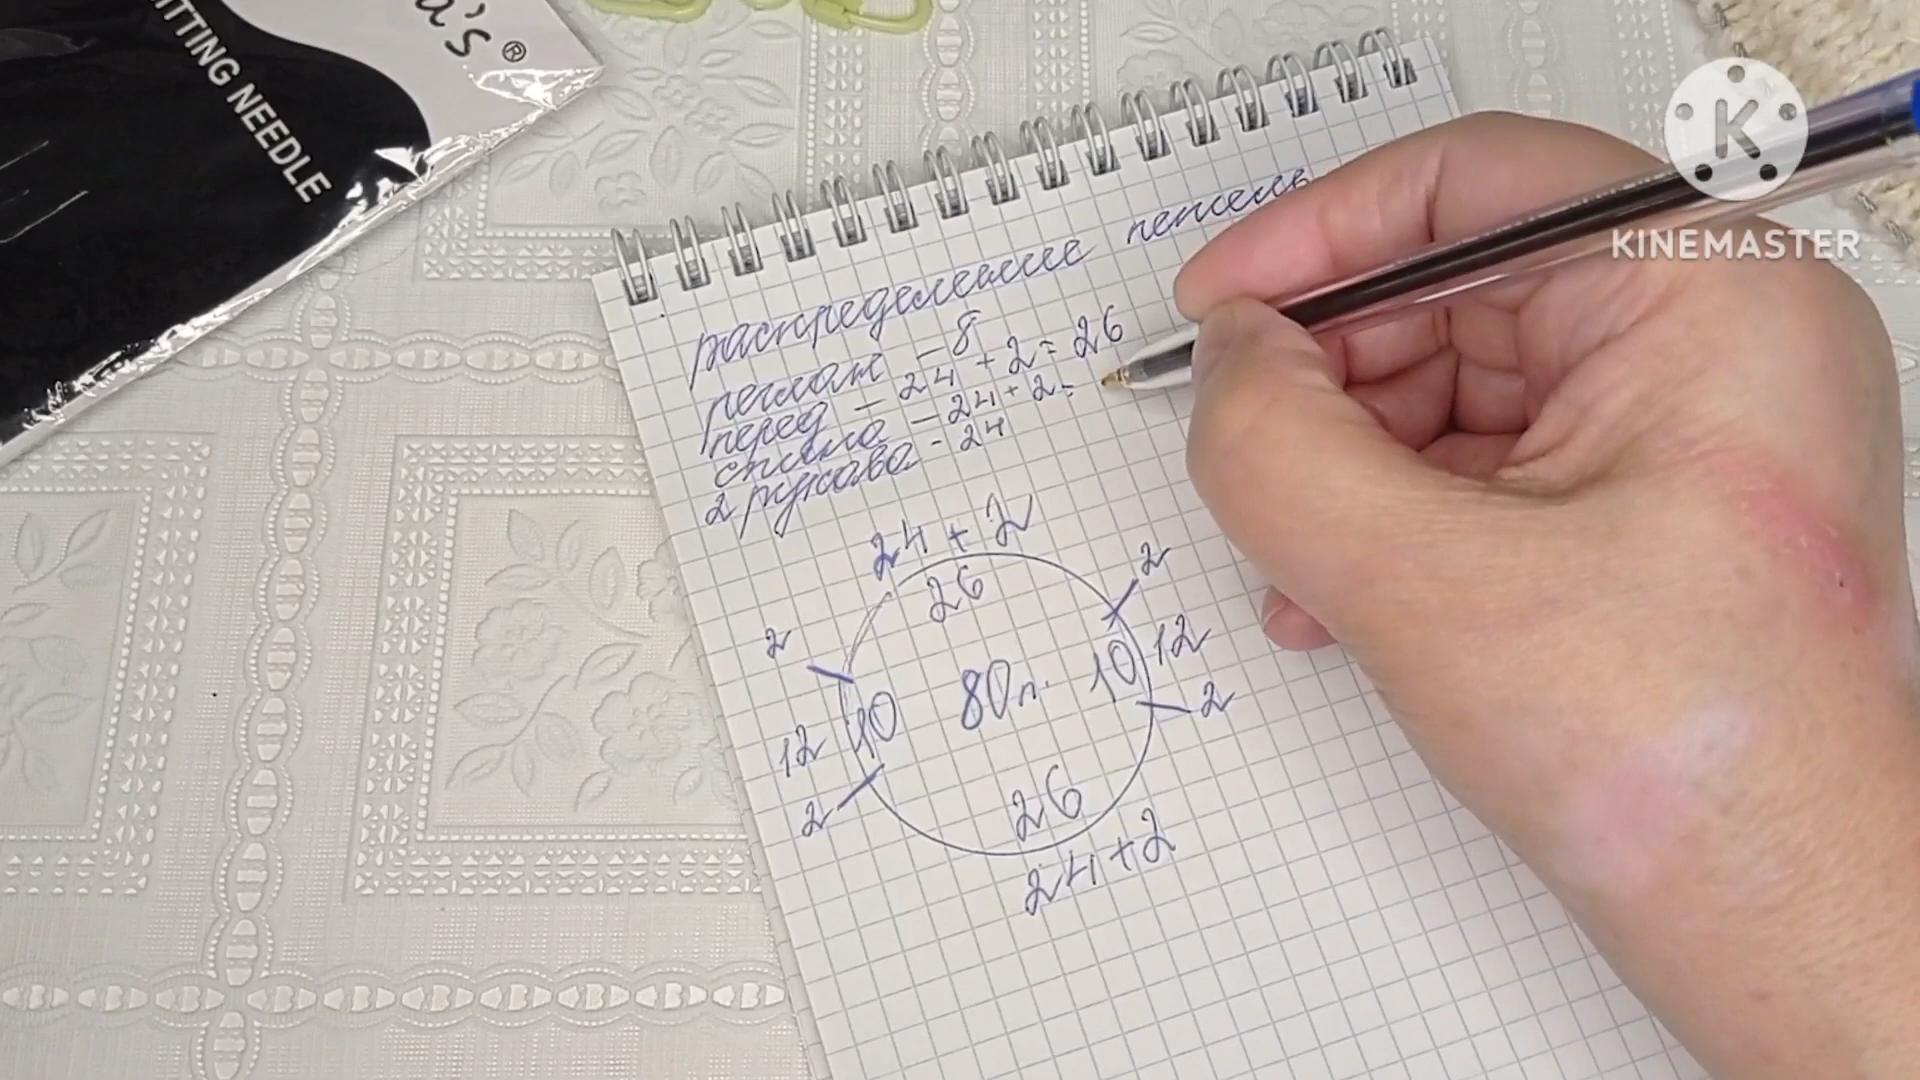 a's®
ITTING NEEDLE
KINEMASTER
распределение петель
реглан - 8
перед - 24 + 2 = 26
спинка - 24 + 2 =
2 рукава - 24
24 + 2
26
2
2
10
12
80п.
12
10
2
2
26
24 + 2